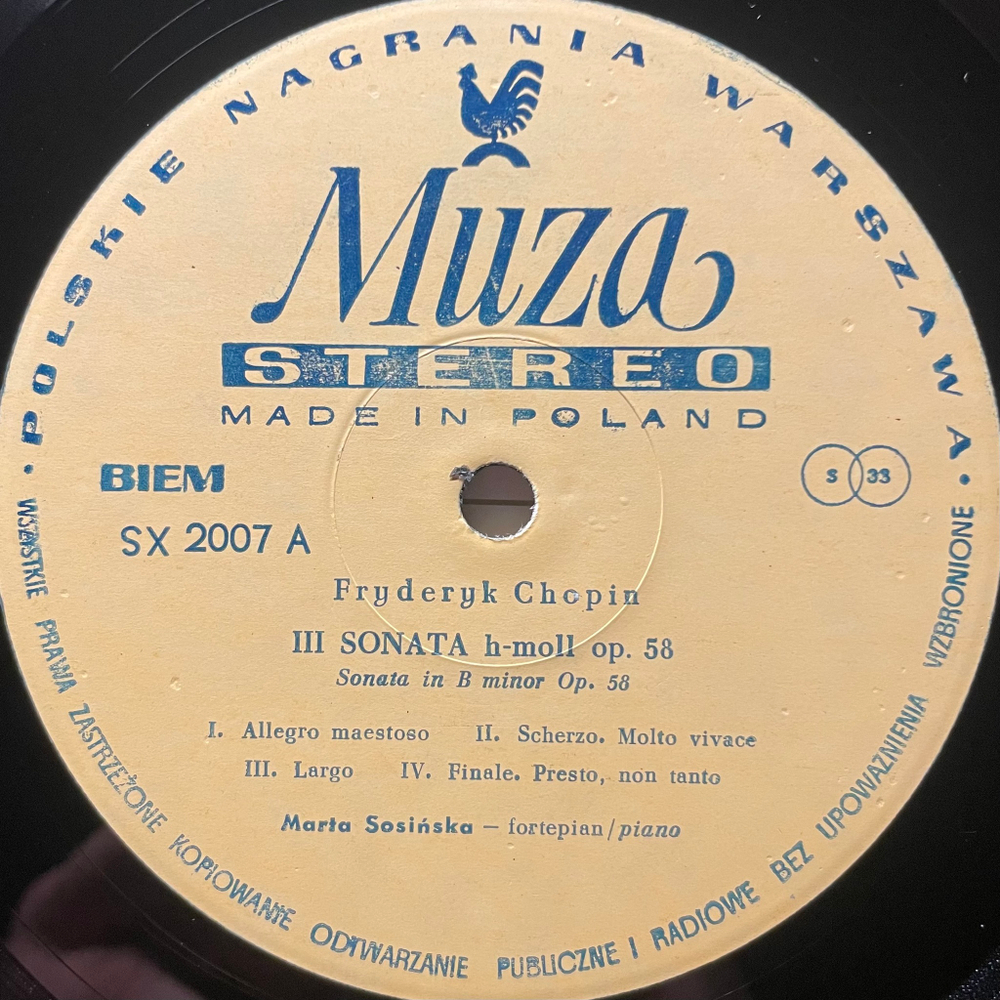 • POLSKIE NAGRANIA WARSZAWA •
Muza
STEREO
MADE IN POLAND
BIEM
S 33
SX 2007 A
Fryderyk Chopin
III SONATA h-moll op. 58
Sonata in B minor Op. 58
I. Allegro maestoso II. Scherzo. Molto vivace
III. Largo IV. Finale. Presto, non tanto
Marta Sosińska — fortepian/piano
WSZYSTKIE PRAWA ZASTRZEŻONE KOPIOWANIE ODTWARZANIE PUBLICZNE I RADIOWE BEZ UPOWAŻNIENIA WZBRONIONE